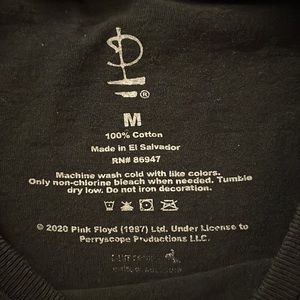 ®
M
100% Cotton
Made in El Salvador
RN# 86947
Machine wash cold with like colors.
Only non-chlorine bleach when needed. Tumble
dry low. Do not iron decoration.
© 2020 Pink Floyd (1987) Ltd. Under License to
Perryscope Productions LLC.